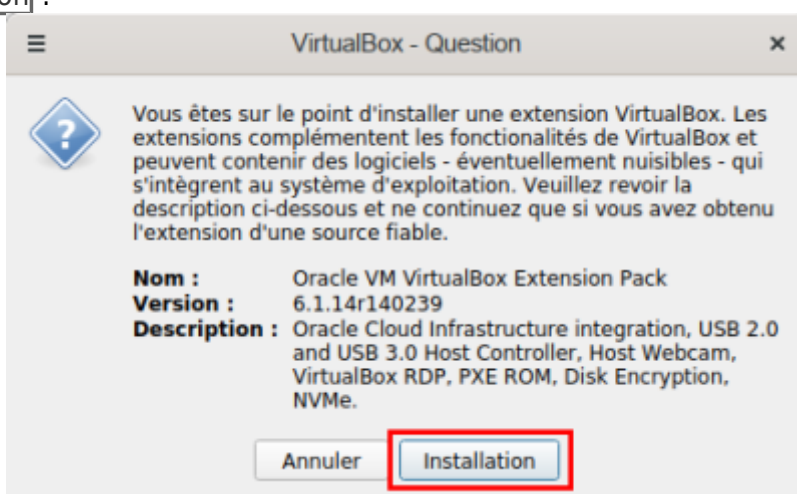 on :
VirtualBox - Question
Vous êtes sur le point d'installer une extension VirtualBox. Les
extensions complémentent les fonctionalités de VirtualBox et
peuvent contenir des logiciels - éventuellement nuisibles - qui
s'intègrent au système d'exploitation. Veuillez revoir la
description ci-dessous et ne continuez que si vous avez obtenu
l'extension d'une source fiable.
Nom : Oracle VM VirtualBox Extension Pack
Version : 6.1.14r140239
Description : Oracle Cloud Infrastructure integration, USB 2.0
and USB 3.0 Host Controller, Host Webcam,
VirtualBox RDP, PXE ROM, Disk Encryption,
NVMe.
Annuler Installation